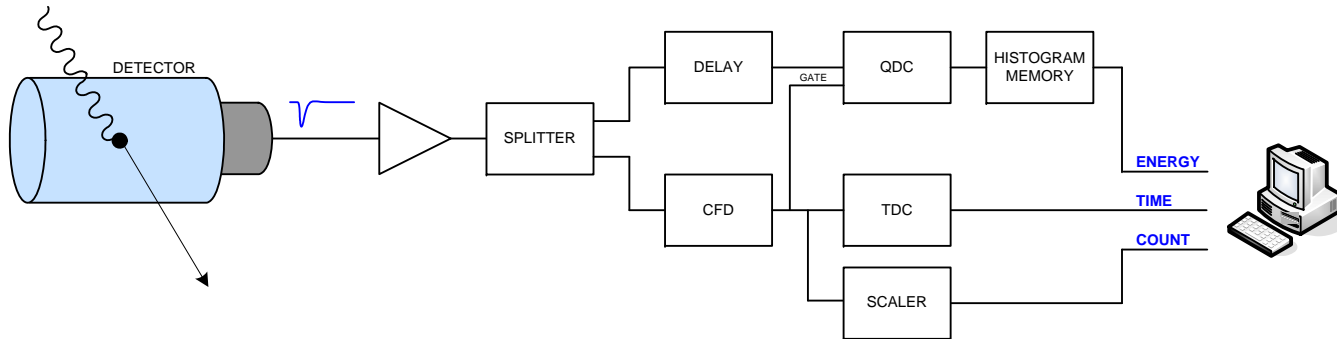 DETECTOR
SPLITTER
DELAY
GATE
QDC
HISTOGRAM
MEMORY
CFD
TDC
SCALER
ENERGY
TIME
COUNT